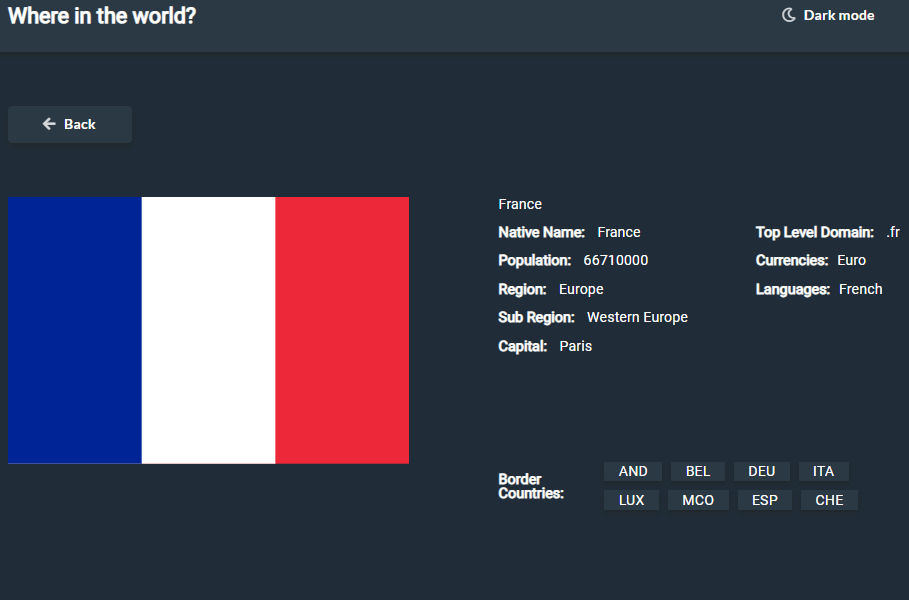 Where in the world?
Dark mode
Back
France
Native Name: France
Population: 66710000
Region: Europe
Sub Region: Western Europe
Capital: Paris
Top Level Domain: .fr
Currencies: Euro
Languages: French
Border
Countries:
AND BEL DEU ITA
LUX MCO ESP CHE